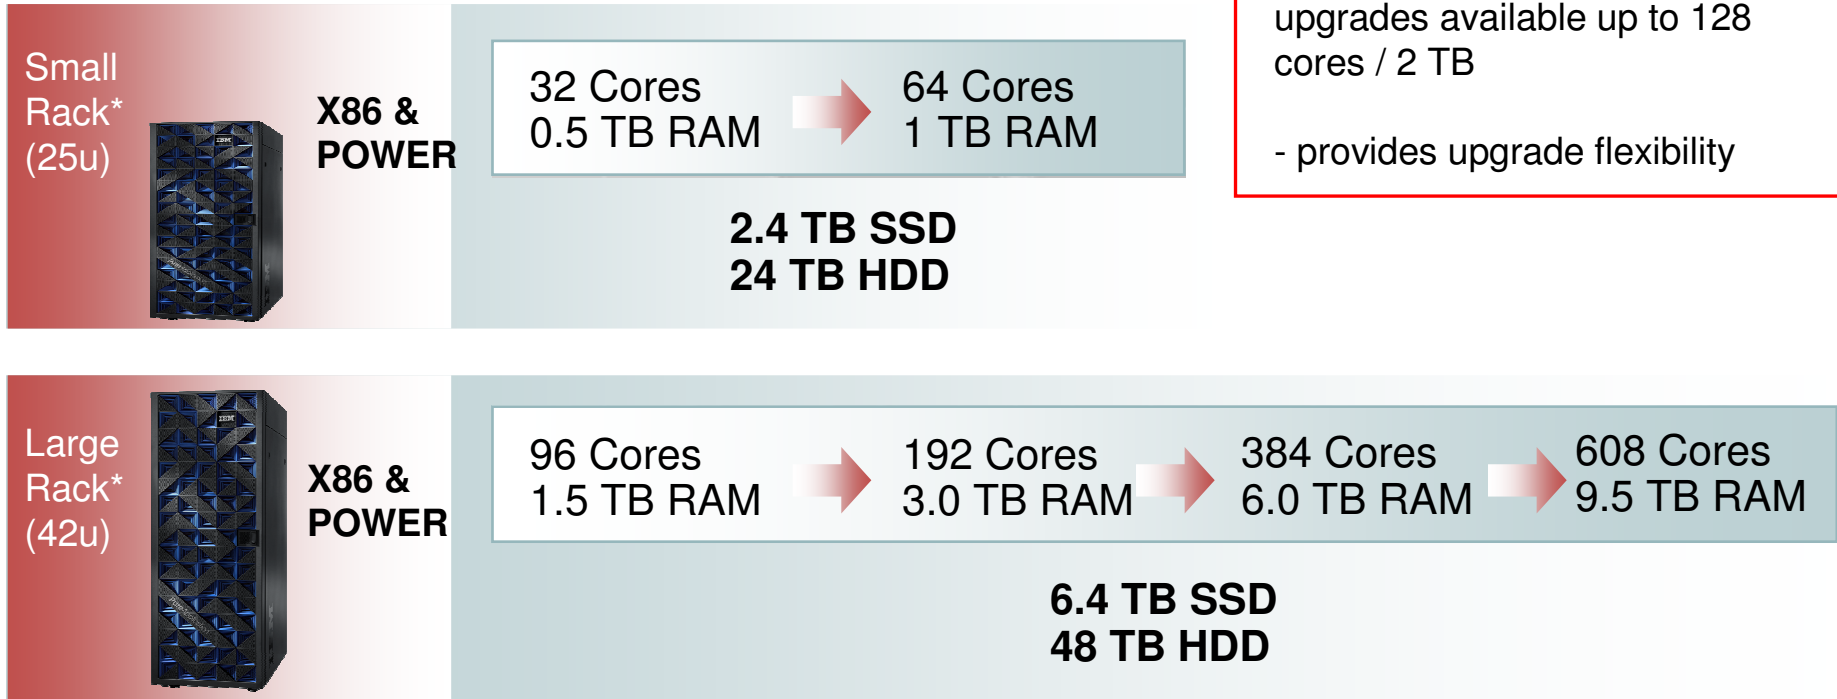 Small
Rack*
(25u)
IBM
X86 &
POWER
32 Cores
0.5 TB RAM
64 Cores
1 TB RAM
2.4 TB SSD
24 TB HDD
upgrades available up to 128
cores / 2 TB
- provides upgrade flexibility
Large
Rack*
(42u)
IBM
X86 &
POWER
96 Cores
1.5 TB RAM
192 Cores
3.0 TB RAM
384 Cores
6.0 TB RAM
608 Cores
9.5 TB RAM
6.4 TB SSD
48 TB HDD